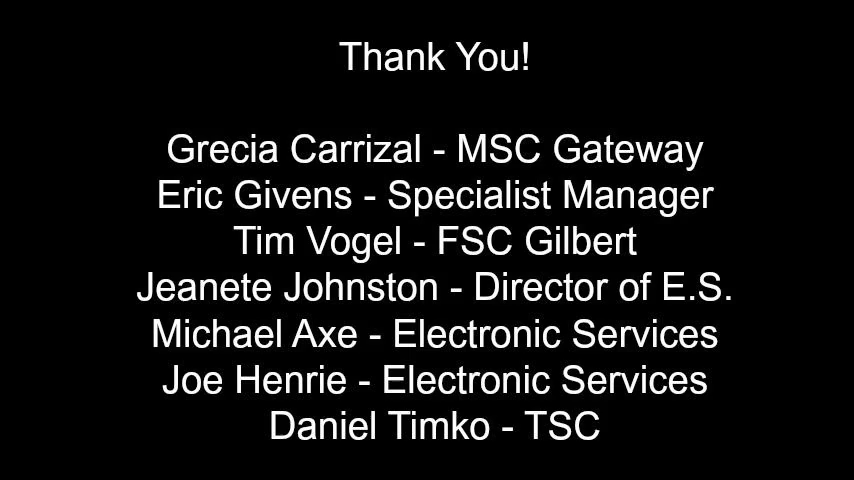 Thank You!
Grecia Carrizal - MSC Gateway
Eric Givens - Specialist Manager
Tim Vogel - FSC Gilbert
Jeanete Johnston - Director of E.S.
Michael Axe - Electronic Services
Joe Henrie - Electronic Services
Daniel Timko - TSC